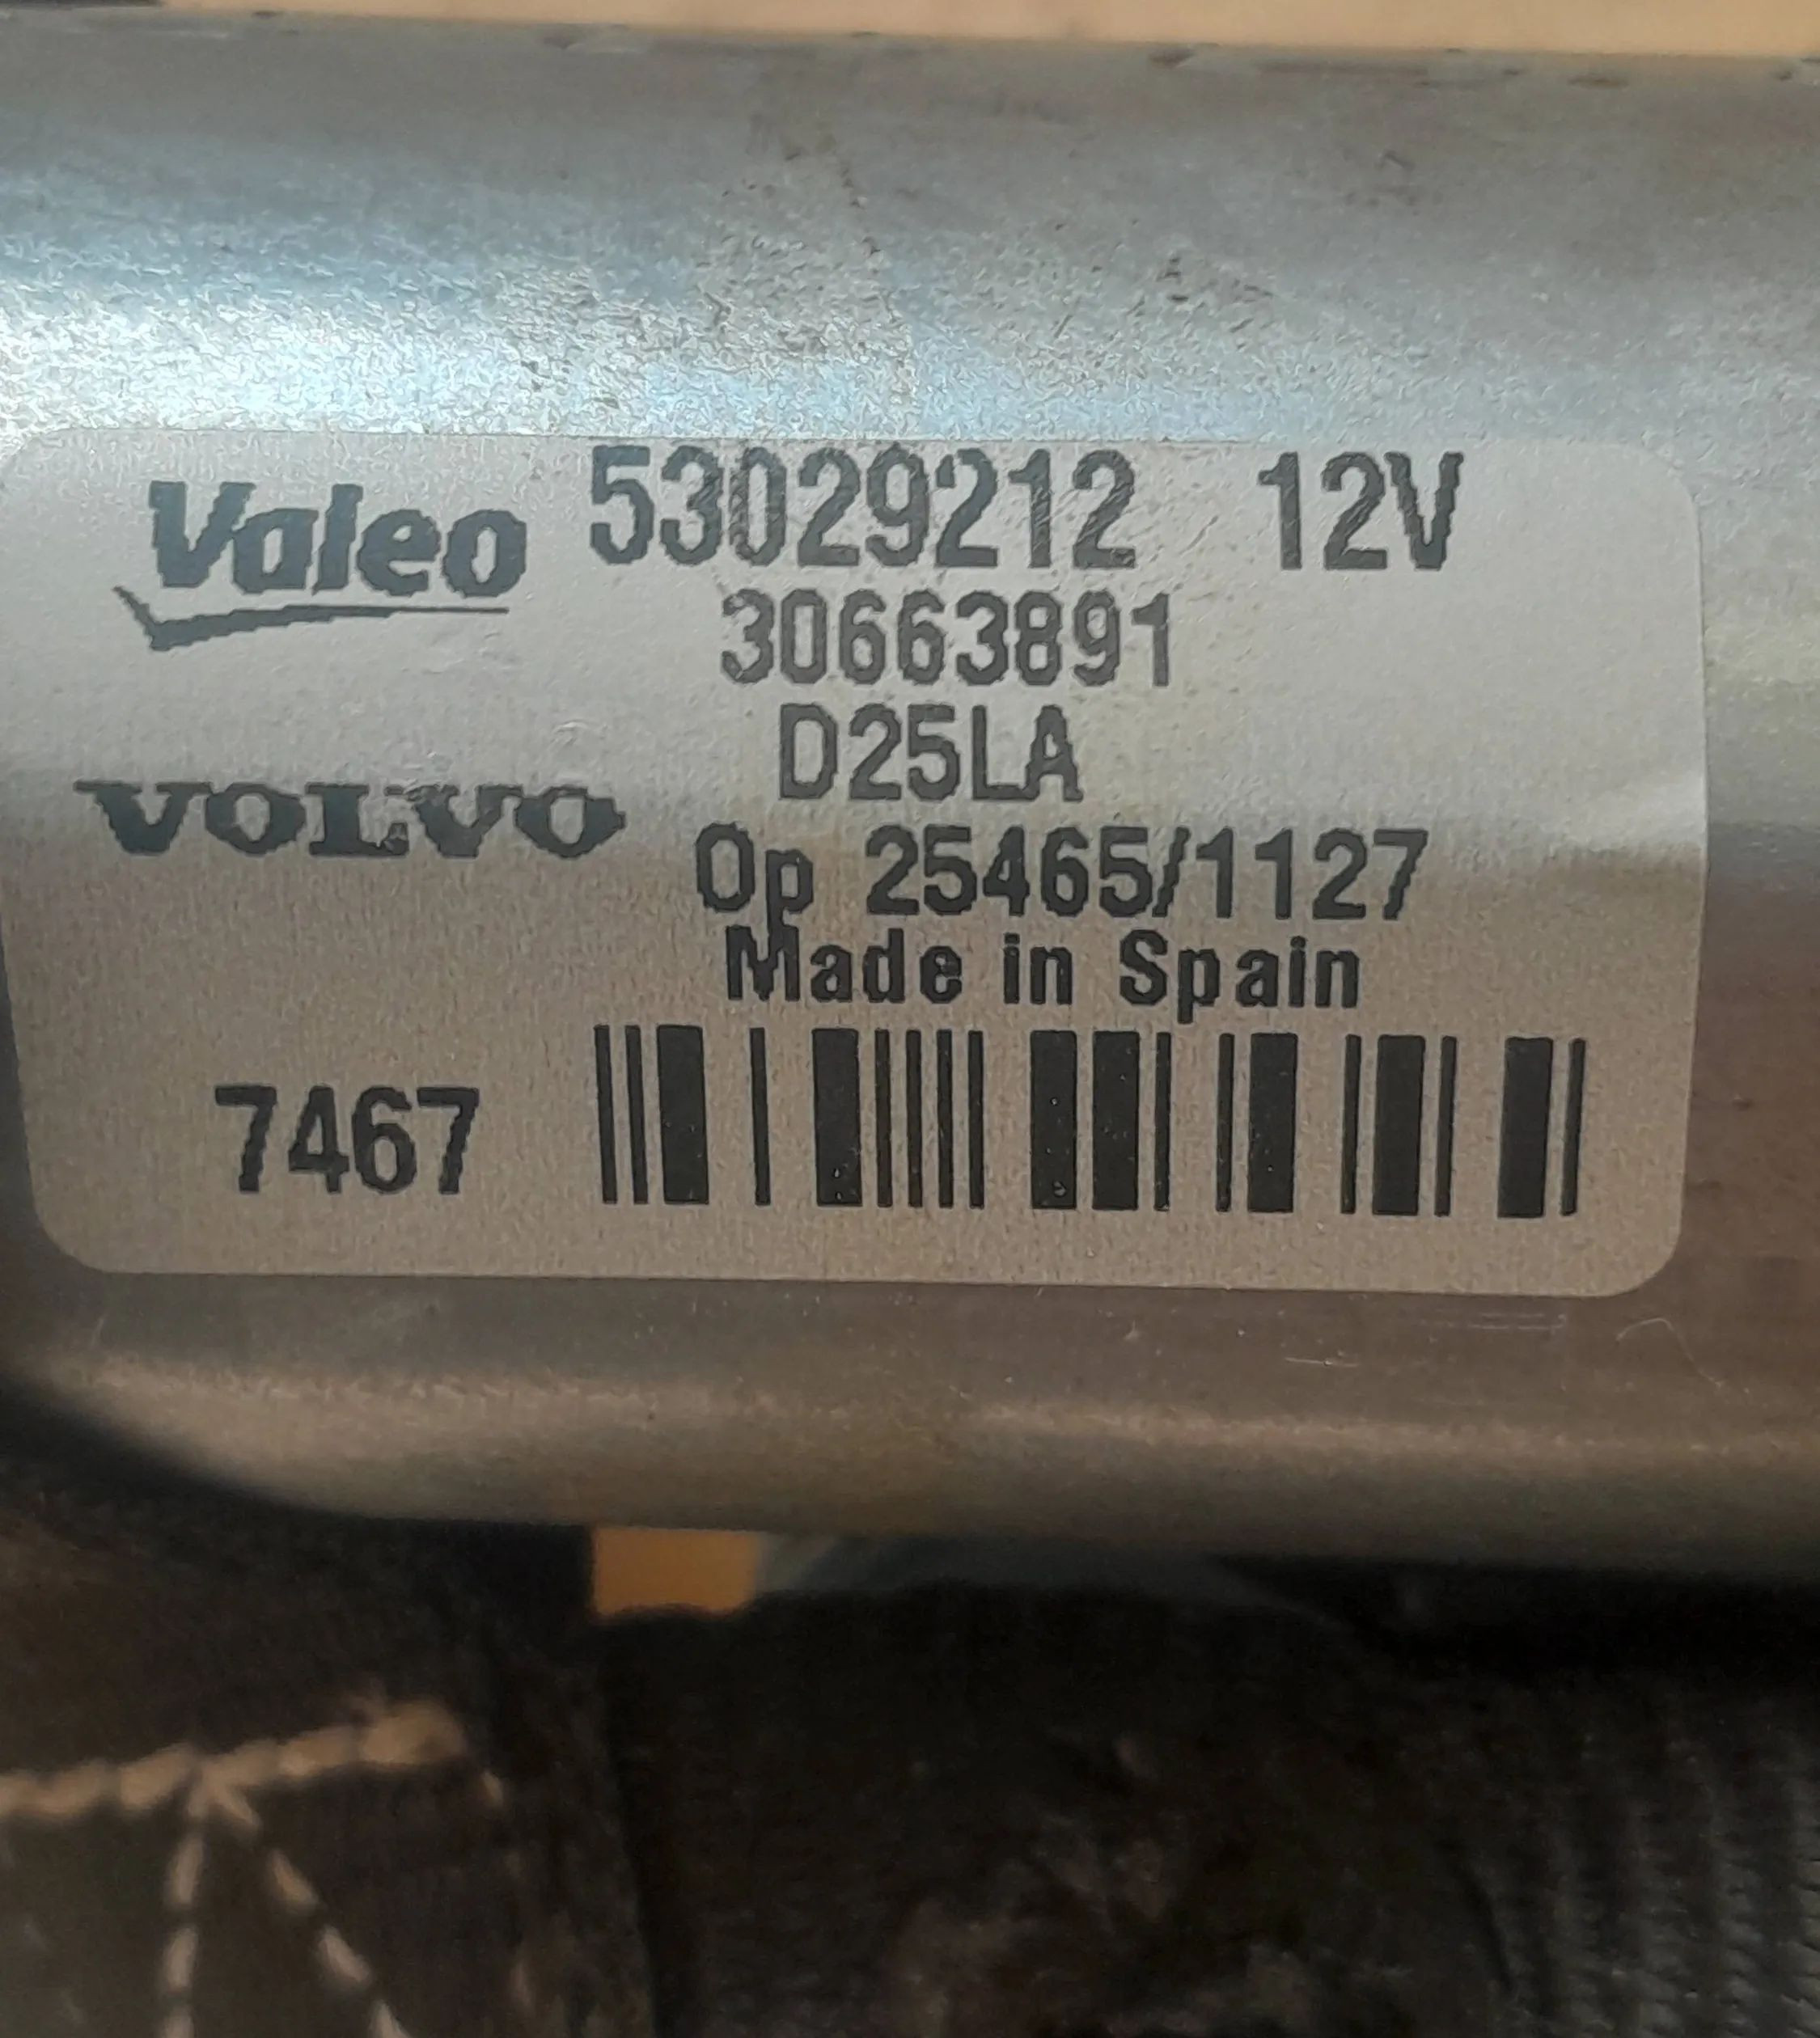 Valeo 53029212 12V
30663891
D25LA
VOLVO
Op 25465/1127
Made in Spain
7467